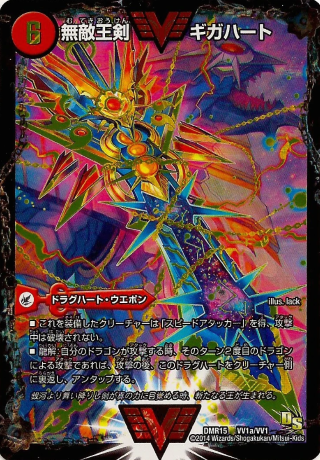 6
むてきおうけん
無敵王剣 ギガハート
illus. lack
ドラグハート・ウエポン
■これを装備したクリーチャーは「スピードアタッカー」を得、攻撃
中は破壊されない。
■龍解:自分のドラゴンが攻撃する時、そのターン2度目のドラゴン
による攻撃であれば、攻撃の後、このドラグハートをクリーチャー側
に裏返し、アンタップする。
DS
DMR15 VV1a/VV1
©2014 Wizards/Shogakukan/Mitsui-Kids